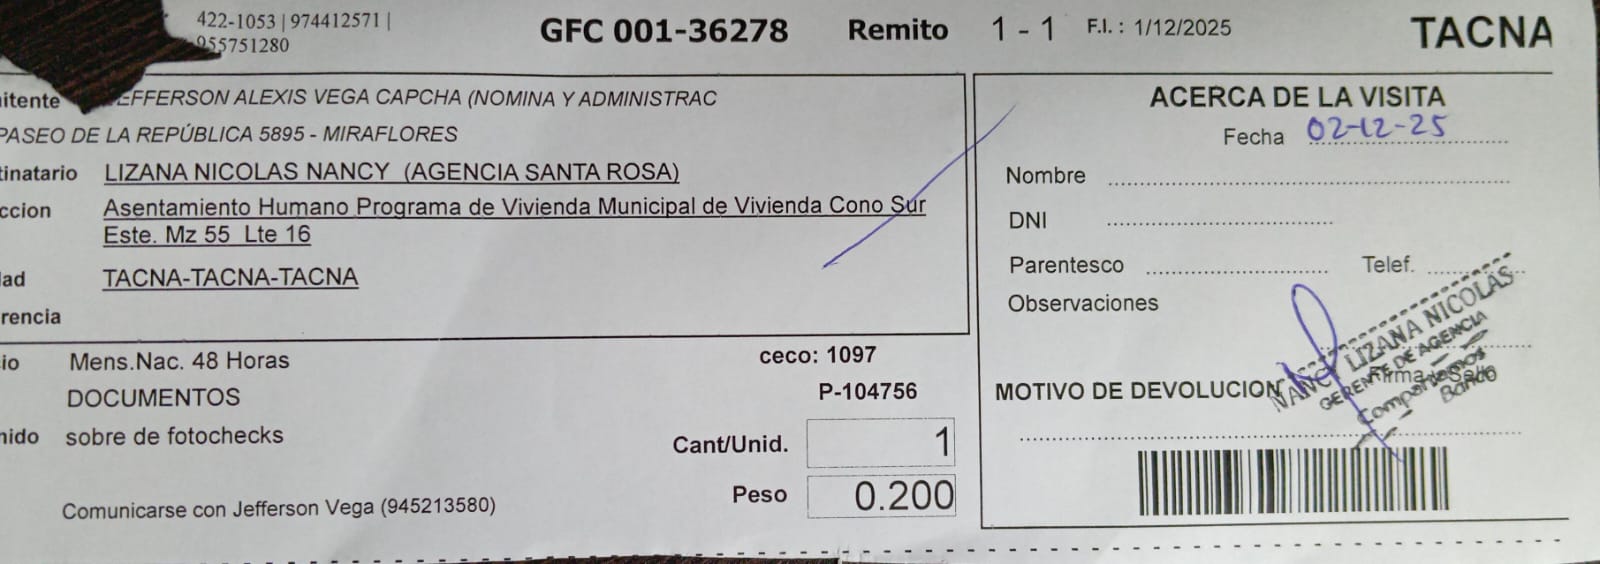 422-1053 | 974412571 |
955751280
GFC 001-36278 Remito 1 - 1 F.I. : 1/12/2025 TACNA
itente EFFERSON ALEXIS VEGA CAPCHA (NOMINA Y ADMINISTRAC
PASEO DE LA REPÚBLICA 5895 - MIRAFLORES
tinatario LIZANA NICOLAS NANCY (AGENCIA SANTA ROSA)
ccion Asentamiento Humano Programa de Vivienda Municipal de Vivienda Cono Sur
Este. Mz 55 Lte 16
ad TACNA-TACNA-TACNA
rencia
io Mens.Nac. 48 Horas
ceco: 1097
DOCUMENTOS
P-104756
nido sobre de fotochecks
Cant/Unid. 1
Peso 0.200
Comunicarse con Jefferson Vega (945213580)
ACERCA DE LA VISITA
Fecha 02-12-25
Nombre
DNI
Parentesco Telef.
Observaciones
NANCY LIZANA NICOLAS
GERENTE DE AGENCIA
Compartamos
Banco
Firma y Sello
MOTIVO DE DEVOLUCION